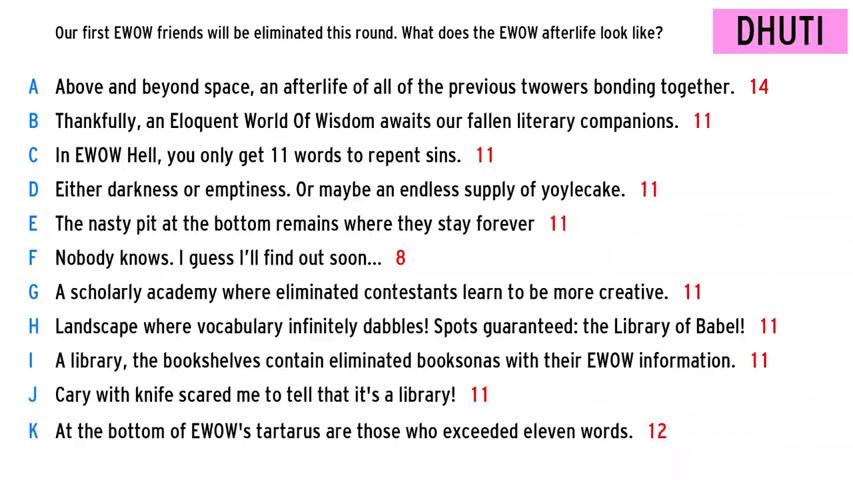 Our first EWOW friends will be eliminated this round. What does the EWOW afterlife look like?
DHUTI
A Above and beyond space, an afterlife of all of the previous twowers bonding together. 14
B Thankfully, an Eloquent World Of Wisdom awaits our fallen literary companions. 11
C In EWOW Hell, you only get 11 words to repent sins. 11
D Either darkness or emptiness. Or maybe an endless supply of yoylecake. 11
E The nasty pit at the bottom remains where they stay forever 11
F Nobody knows. I guess I'll find out soon... 8
G A scholarly academy where eliminated contestants learn to be more creative. 11
H Landscape where vocabulary infinitely dabbles! Spots guaranteed: the Library of Babel! 11
I A library, the bookshelves contain eliminated booksonas with their EWOW information. 11
J Cary with knife scared me to tell that it's a library! 11
K At the bottom of EWOW's tartarus are those who exceeded eleven words. 12